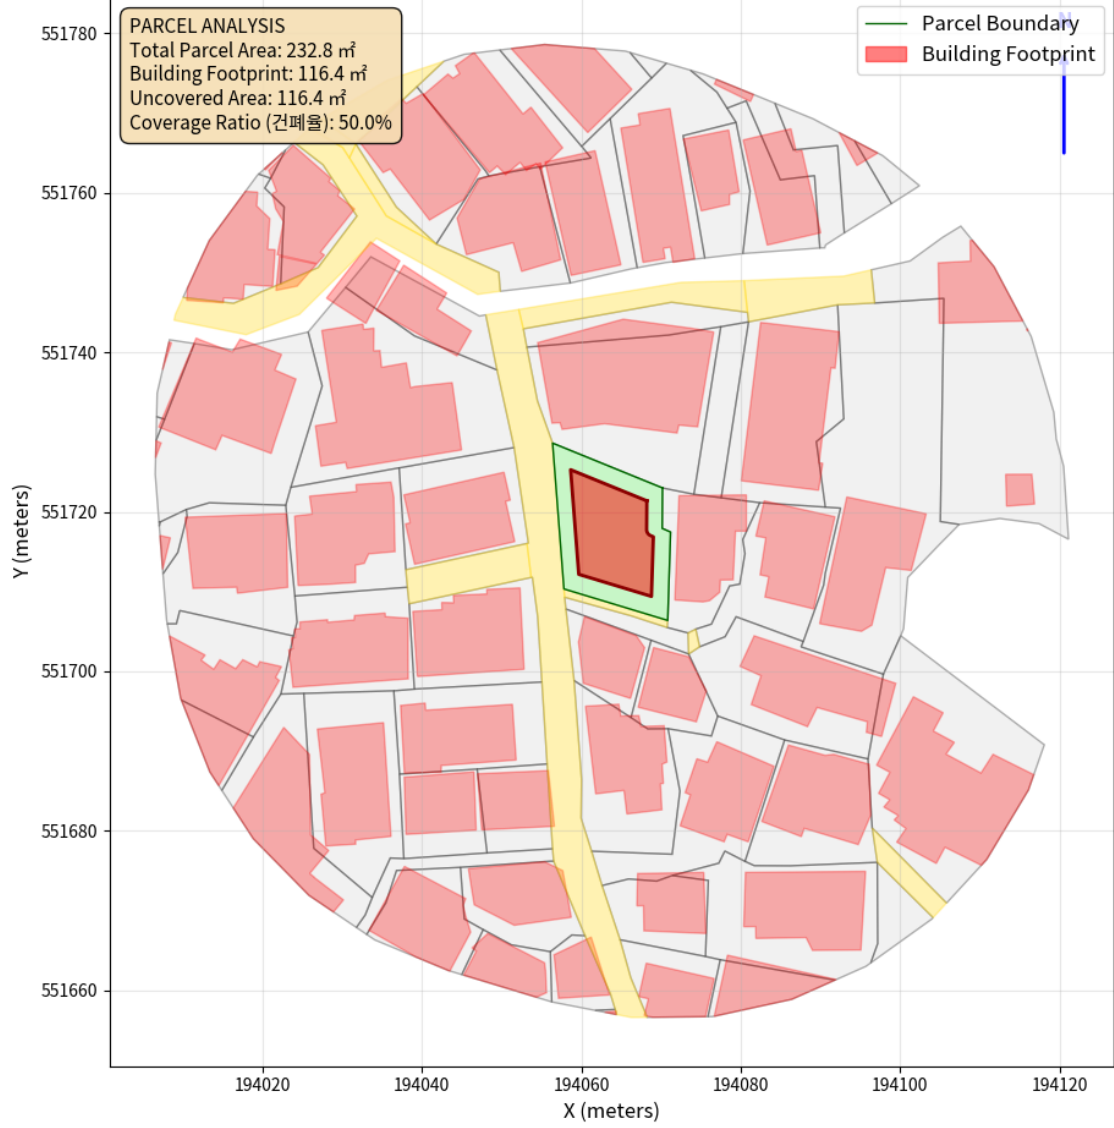 PARCEL ANALYSIS
Total Parcel Area: 232.8 ㎡
Building Footprint: 116.4 ㎡
Uncovered Area: 116.4 ㎡
Coverage Ratio (건폐율): 50.0%
Parcel Boundary
Building Footprint
N
551780
551760
551740
551720
551700
551680
551660
Y (meters)
194020
194040
194060
194080
194100
194120
X (meters)